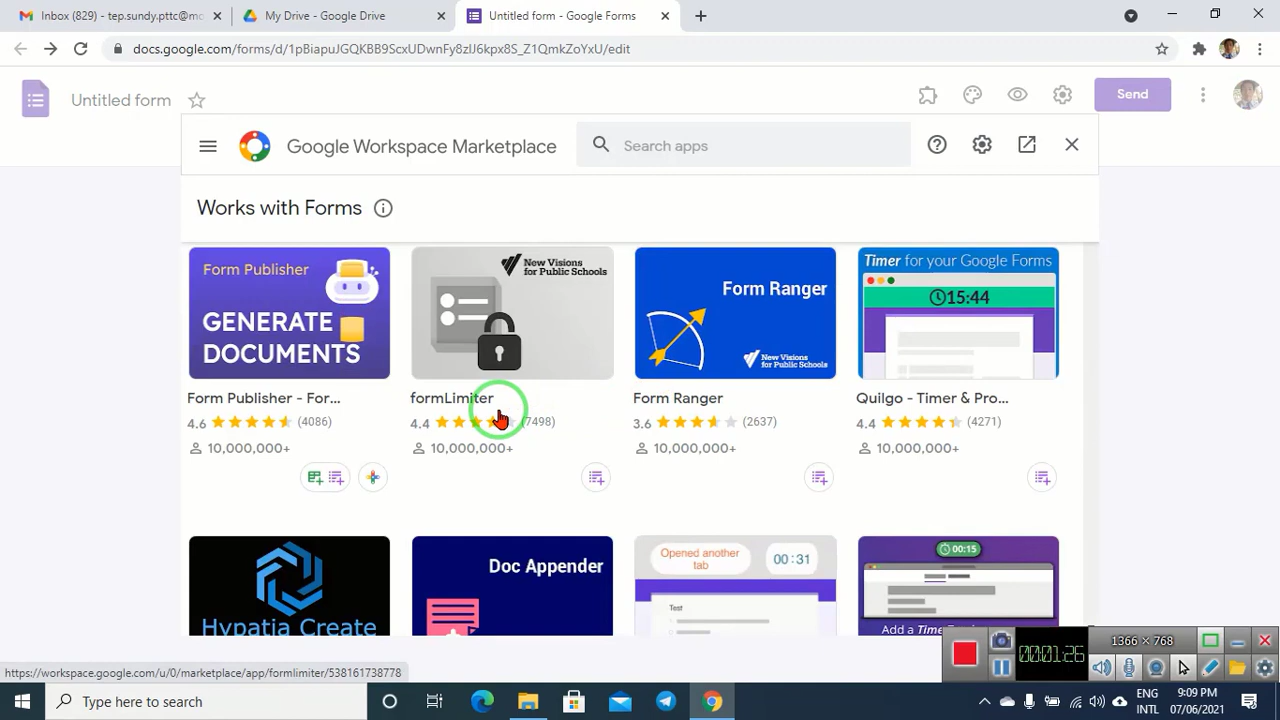 Inbox (829) - tep.sundy.pttc@mo
My Drive - Google Drive
Untitled form - Google Forms
docs.google.com/forms/d/1pBiapuJGQKBB9ScxUDwnFy8zlJ6kpx8S_Z1QmkZoYxU/edit
Untitled form
Send
Google Workspace Marketplace
Search apps
Works with Forms
Form Publisher
GENERATE
DOCUMENTS
New Visions
for Public Schools
Form Ranger
New Visions
for Public Schools
Timer for your Google Forms
15:44
Form Publisher - For...
formLimiter
Form Ranger
Quilgo - Timer & Pro...
4.6 (4086)
4.4 (7498)
3.6 (2637)
4.4 (4271)
10,000,000+
10,000,000+
10,000,000+
10,000,000+
Hypatia Create
Doc Appender
Opened another
tab
00:31
Test
00:15
Add a Time
https://workspace.google.com/u/0/marketplace/app/formlimiter/538161738778
00:01:26
1366 × 768
Type here to search
ENG
INTL
9:09 PM
07/06/2021